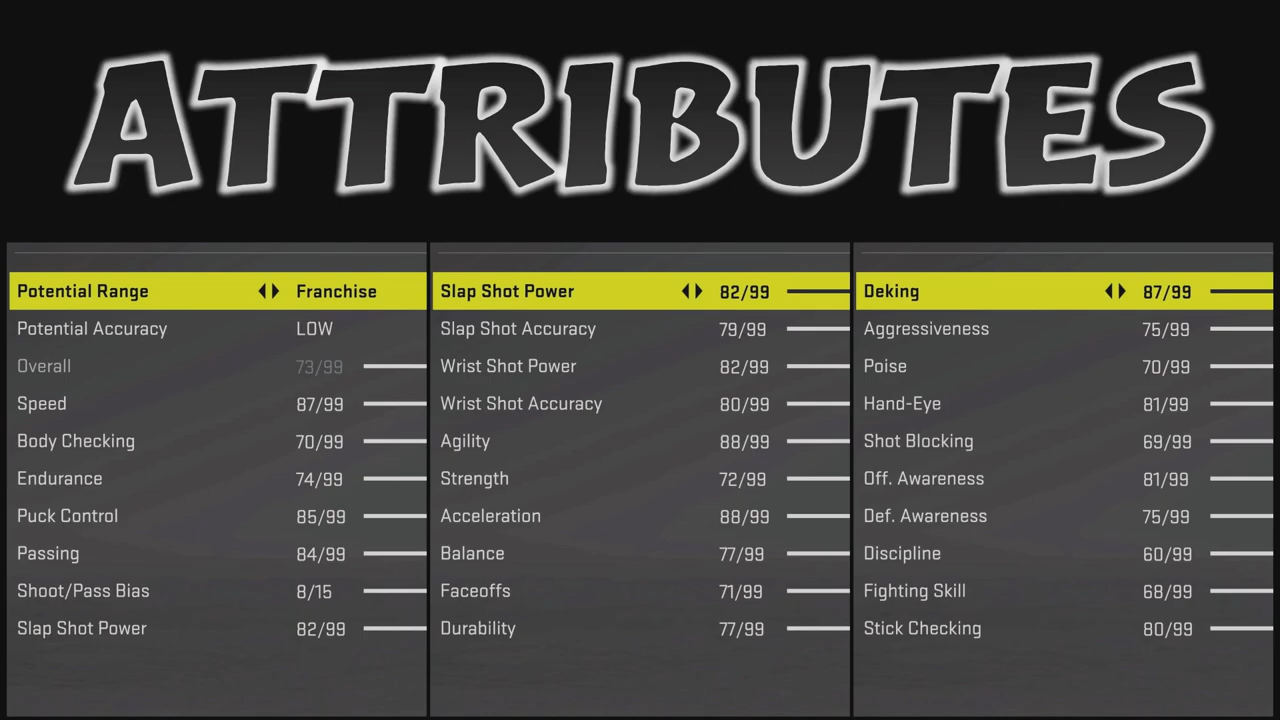 ATTRIBUTES
Potential Range Franchise
Potential Accuracy LOW
Overall 73/99
Speed 87/99
Body Checking 70/99
Endurance 74/99
Puck Control 85/99
Passing 84/99
Shoot/Pass Bias 8/15
Slap Shot Power 82/99
Slap Shot Power 82/99
Slap Shot Accuracy 79/99
Wrist Shot Power 82/99
Wrist Shot Accuracy 80/99
Agility 88/99
Strength 72/99
Acceleration 88/99
Balance 77/99
Faceoffs 71/99
Durability 77/99
Deking 87/99
Aggressiveness 75/99
Poise 70/99
Hand-Eye 81/99
Shot Blocking 69/99
Off. Awareness 81/99
Def. Awareness 75/99
Discipline 60/99
Fighting Skill 68/99
Stick Checking 80/99